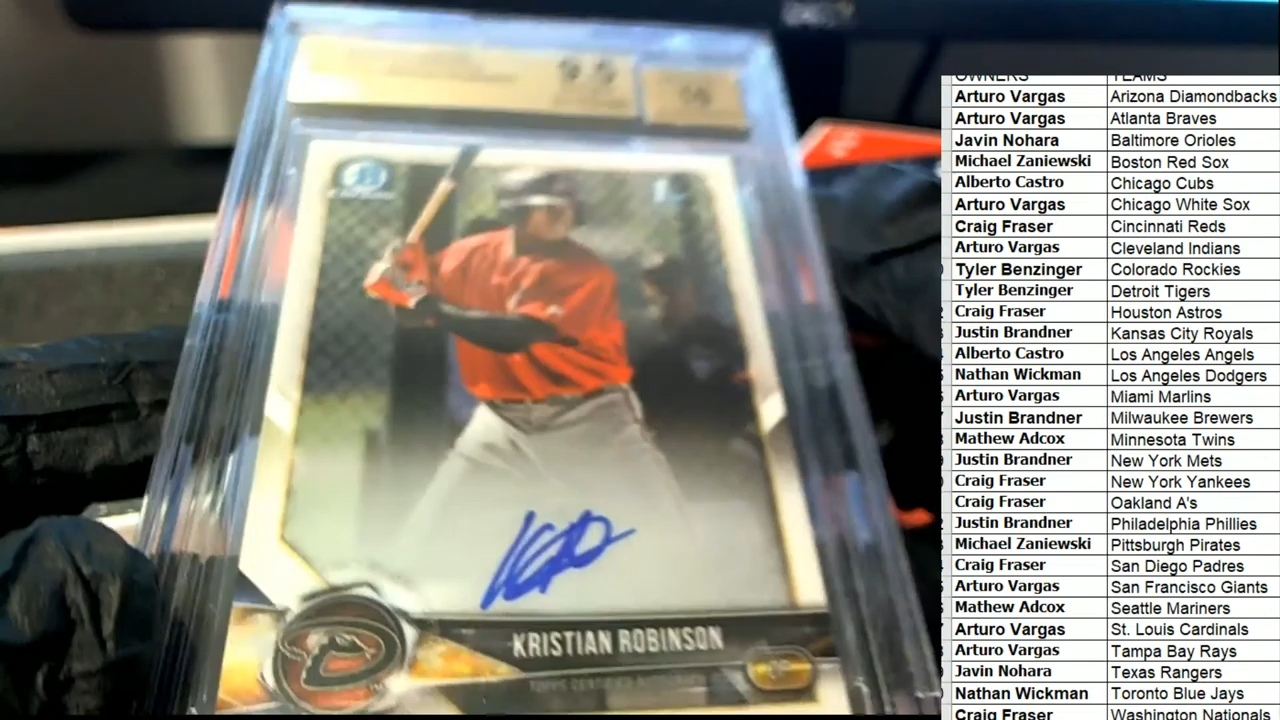 9.5
10
KRISTIAN ROBINSON
TOPPS CERTIFIED AUTOGRAPH
OWNERS TEAMS
Arturo Vargas Arizona Diamondbacks
Arturo Vargas Atlanta Braves
Javin Nohara Baltimore Orioles
Michael Zaniewski Boston Red Sox
Alberto Castro Chicago Cubs
Arturo Vargas Chicago White Sox
Craig Fraser Cincinnati Reds
Arturo Vargas Cleveland Indians
Tyler Benzinger Colorado Rockies
Tyler Benzinger Detroit Tigers
Craig Fraser Houston Astros
Justin Brandner Kansas City Royals
Alberto Castro Los Angeles Angels
Nathan Wickman Los Angeles Dodgers
Arturo Vargas Miami Marlins
Justin Brandner Milwaukee Brewers
Mathew Adcox Minnesota Twins
Justin Brandner New York Mets
Craig Fraser New York Yankees
Craig Fraser Oakland A's
Justin Brandner Philadelphia Phillies
Michael Zaniewski Pittsburgh Pirates
Craig Fraser San Diego Padres
Arturo Vargas San Francisco Giants
Mathew Adcox Seattle Mariners
Arturo Vargas St. Louis Cardinals
Arturo Vargas Tampa Bay Rays
Javin Nohara Texas Rangers
Nathan Wickman Toronto Blue Jays
Craig Fraser Washington Nationals